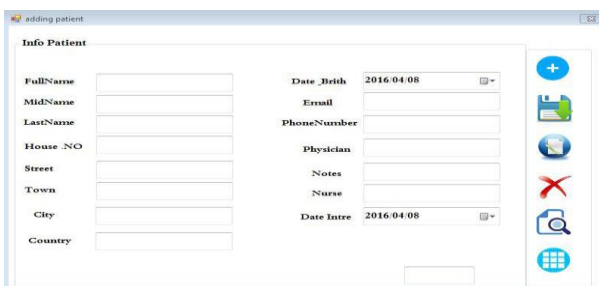 adding patient
Info Patient
FullName
MidName
LastName
House .NO
Street
Town
City
Country
Date_Brith 2016/04/08
Email
PhoneNumber
Physician
Notes
Nurse
Date Intre 2016/04/08